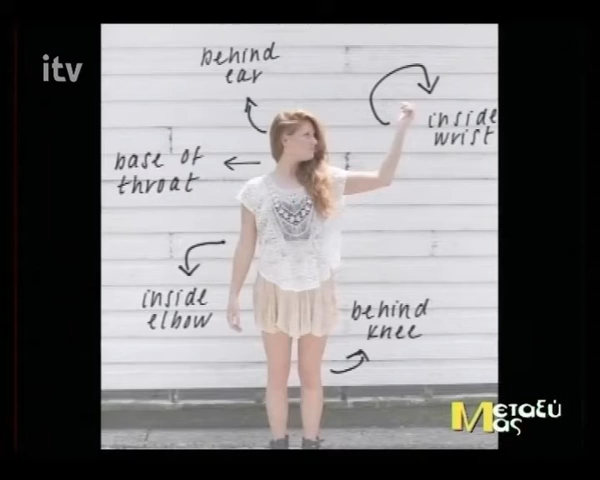 itv
behind
ear
inside
wrist
base of
throat
inside
elbow
behind
knee
Μεταξύ
Μας